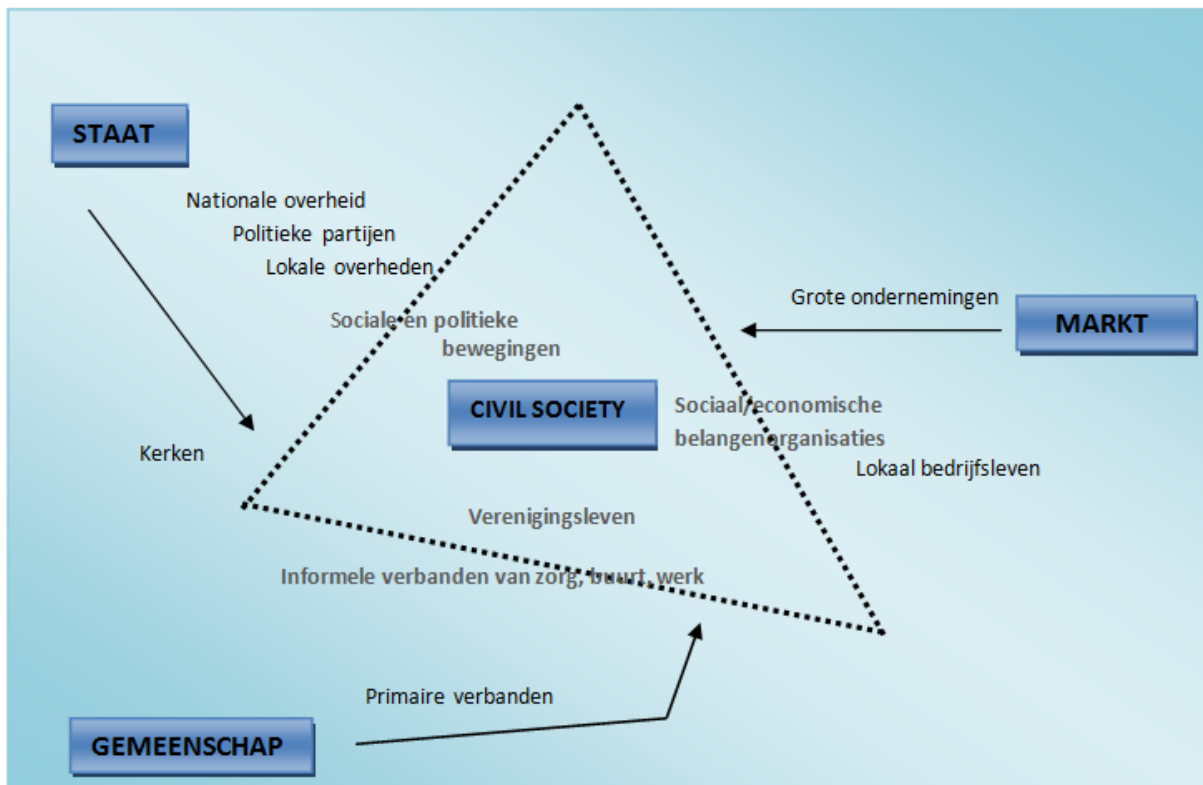 STAAT
Nationale overheid
Politieke partijen
Lokale overheden
Grote ondernemingen
MARKT
Sociale en politieke
bewegingen
CIVIL SOCIETY
Sociaal/economische
belangenorganisaties
Kerken
Lokaal bedrijfsleven
Verenigingsleven
Informele verbanden van zorg, buurt, werk
Primaire verbanden
GEMEENSCHAP